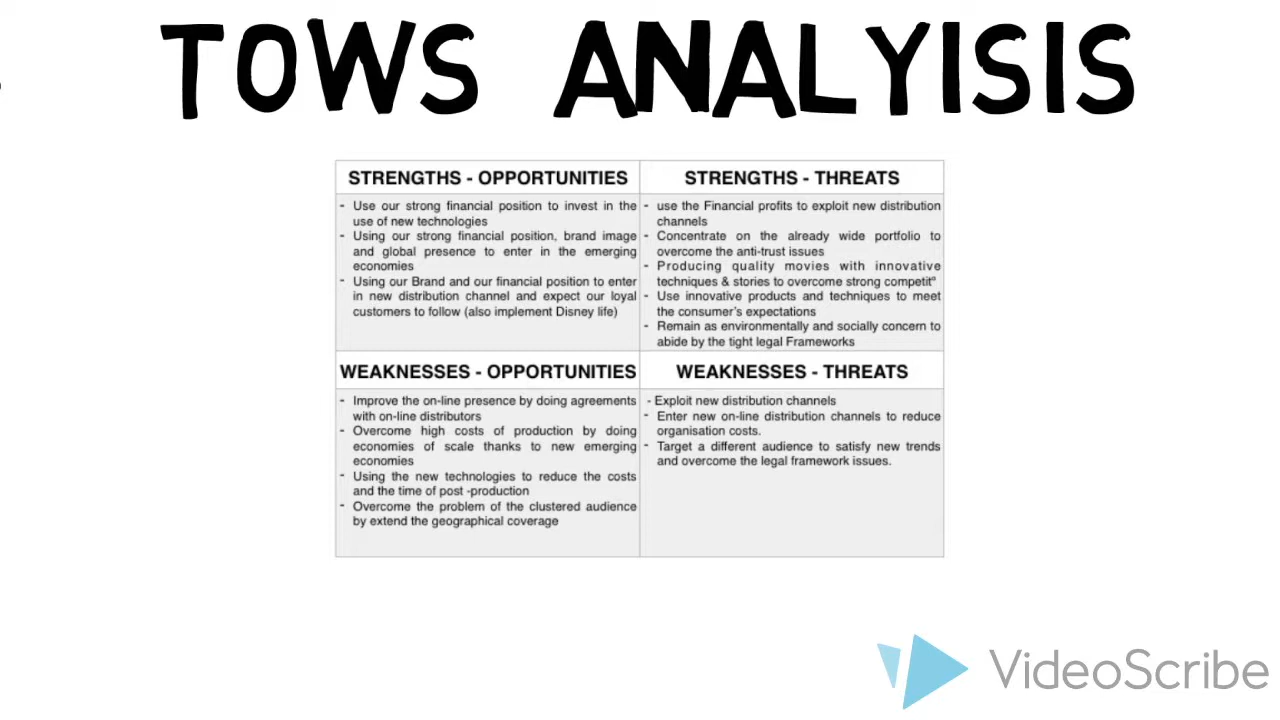 TOWS ANALYISIS
STRENGTHS - OPPORTUNITIES
- Use our strong financial position to invest in the
use of new technologies
- Using our strong financial position, brand image
and global presence to enter in the emerging
economies
- Using our Brand and our financial position to enter
in new distribution channel and expect our loyal
customers to follow (also implement Disney life)
STRENGTHS - THREATS
- use the Financial profits to exploit new distribution
channels
- Concentrate on the already wide portfolio to
overcome the anti-trust issues
- Producing quality movies with innovative
techniques & stories to overcome strong competitº
- Use innovative products and techniques to meet
the consumer's expectations
- Remain as environmentally and socially concern to
abide by the tight legal Frameworks
WEAKNESSES - OPPORTUNITIES
- Improve the on-line presence by doing agreements
with on-line distributors
- Overcome high costs of production by doing
economies of scale thanks to new emerging
economies
- Using the new technologies to reduce the costs
and the time of post -production
- Overcome the problem of the clustered audience
by extend the geographical coverage
WEAKNESSES - THREATS
- Exploit new distribution channels
- Enter new on-line distribution channels to reduce
organisation costs.
- Target a different audience to satisfy new trends
and overcome the legal framework issues.
VideoScribe